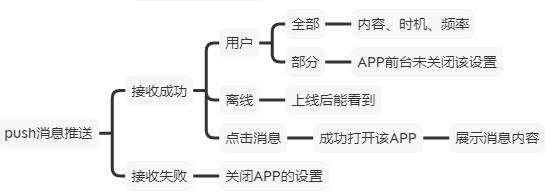 全部
内容、时机、频率
用户
部分
APP前台未关闭该设置
接收成功
离线
上线后能看到
push消息推送
点击消息
成功打开该APP
展示消息内容
接收失败
关闭APP的设置